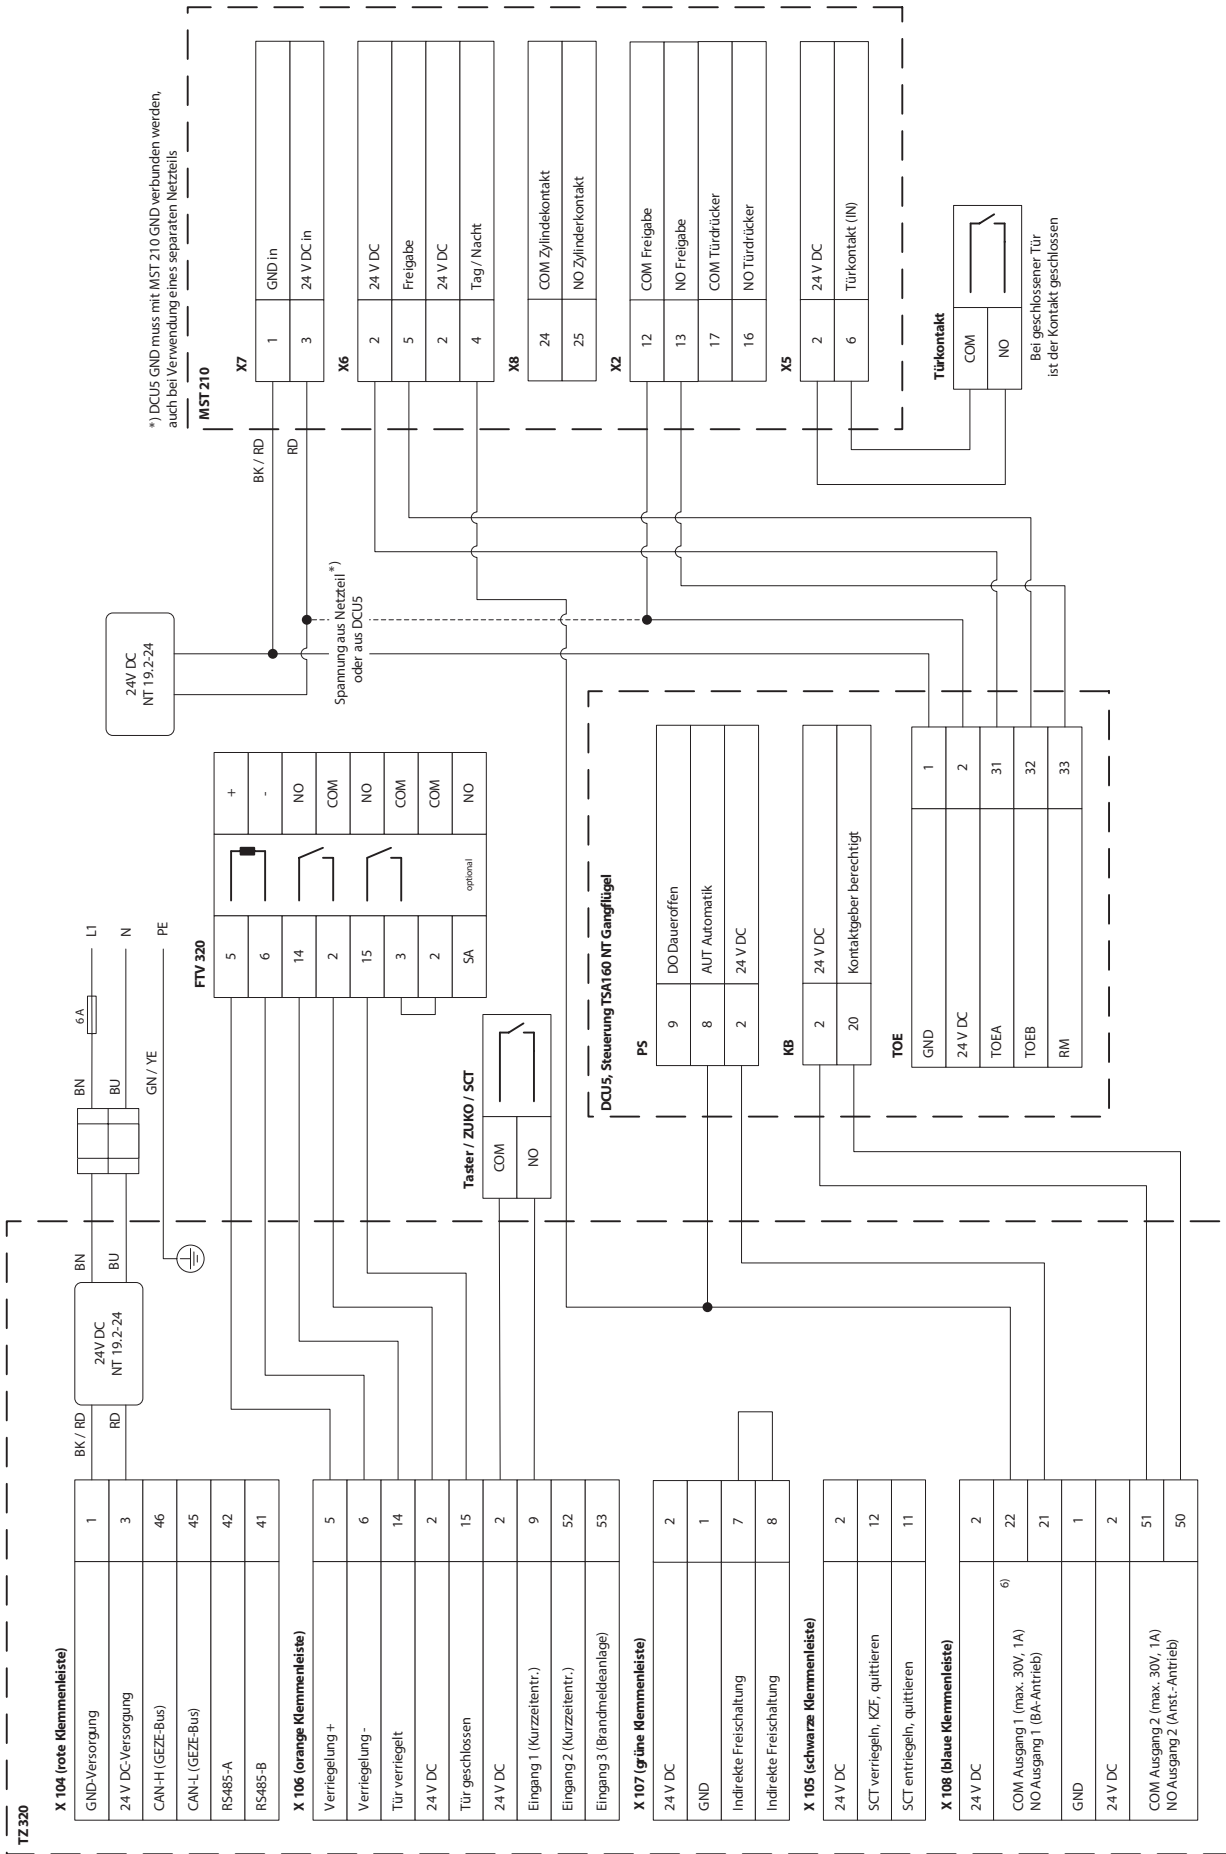 TZ 320
X 104 (rote Klemmenleiste)
GND-Versorgung 1
24 V DC-Versorgung 3
CAN-H (GEZE-Bus) 46
CAN-L (GEZE-Bus) 45
RS485-A 42
RS485-B 41
X 106 (orange Klemmenleiste)
Verriegelung + 5
Verriegelung - 6
Tür verriegelt 14
24 V DC 2
Tür geschlossen 15
24 V DC 2
Eingang 1 (Kurzzeitentr.) 9
Eingang 2 (Kurzzeitentr.) 52
Eingang 3 (Brandmeldeanlage) 53
X 107 (grüne Klemmenleiste)
24 V DC 2
GND 1
Indirekte Freischaltung 7
Indirekte Freischaltung 8
X 105 (schwarze Klemmenleiste)
24 V DC 2
SCT verriegeln, KZF, quittieren 12
SCT entriegeln, quittieren 11
X 108 (blaue Klemmenleiste)
24 V DC 2
COM Ausgang 1 (max. 30V, 1A) 6) 22
NO Ausgang 1 (BA-Antrieb) 21
GND 1
24 V DC 2
COM Ausgang 2 (max. 30V, 1A) 51
NO Ausgang 2 (Anst.-Antrieb) 50
BK / RD
RD
24V DC
NT 19.2-24
BN
BU
BN
BU
GN / YE
6 A
L1
N
PE
FTV 320
5 +
6 -
14 NO
2 COM
15 NO
3 COM
2 COM
SA optional NO
Taster / ZUKO / SCT
COM
NO
24V DC
NT 19.2-24
Spannung aus Netzteil *)
oder aus DCU5
DCU5, Steuerung TSA160 NT Gangflügel
PS
9 DO Daueroffen
8 AUT Automatik
2 24 V DC
KB
2 24 V DC
20 Kontaktgeber berechtigt
TOE
GND 1
24 V DC 2
TOEA 31
TOEB 32
RM 33
*) DCU5 GND muss mit MST 210 GND verbunden werden,
auch bei Verwendung eines separaten Netzteils
MST 210
BK / RD
RD
X7
1 GND in
3 24 V DC in
X6
2 24 V DC
5 Freigabe
2 24 V DC
4 Tag / Nacht
X8
24 COM Zylindekontakt
25 NO Zylinderkontakt
X2
12 COM Freigabe
13 NO Freigabe
17 COM Türdrücker
16 NO Türdrücker
X5
2 24 V DC
6 Türkontakt (IN)
Türkontakt
COM
NO
Bei geschlossener Tür
ist der Kontakt geschlossen